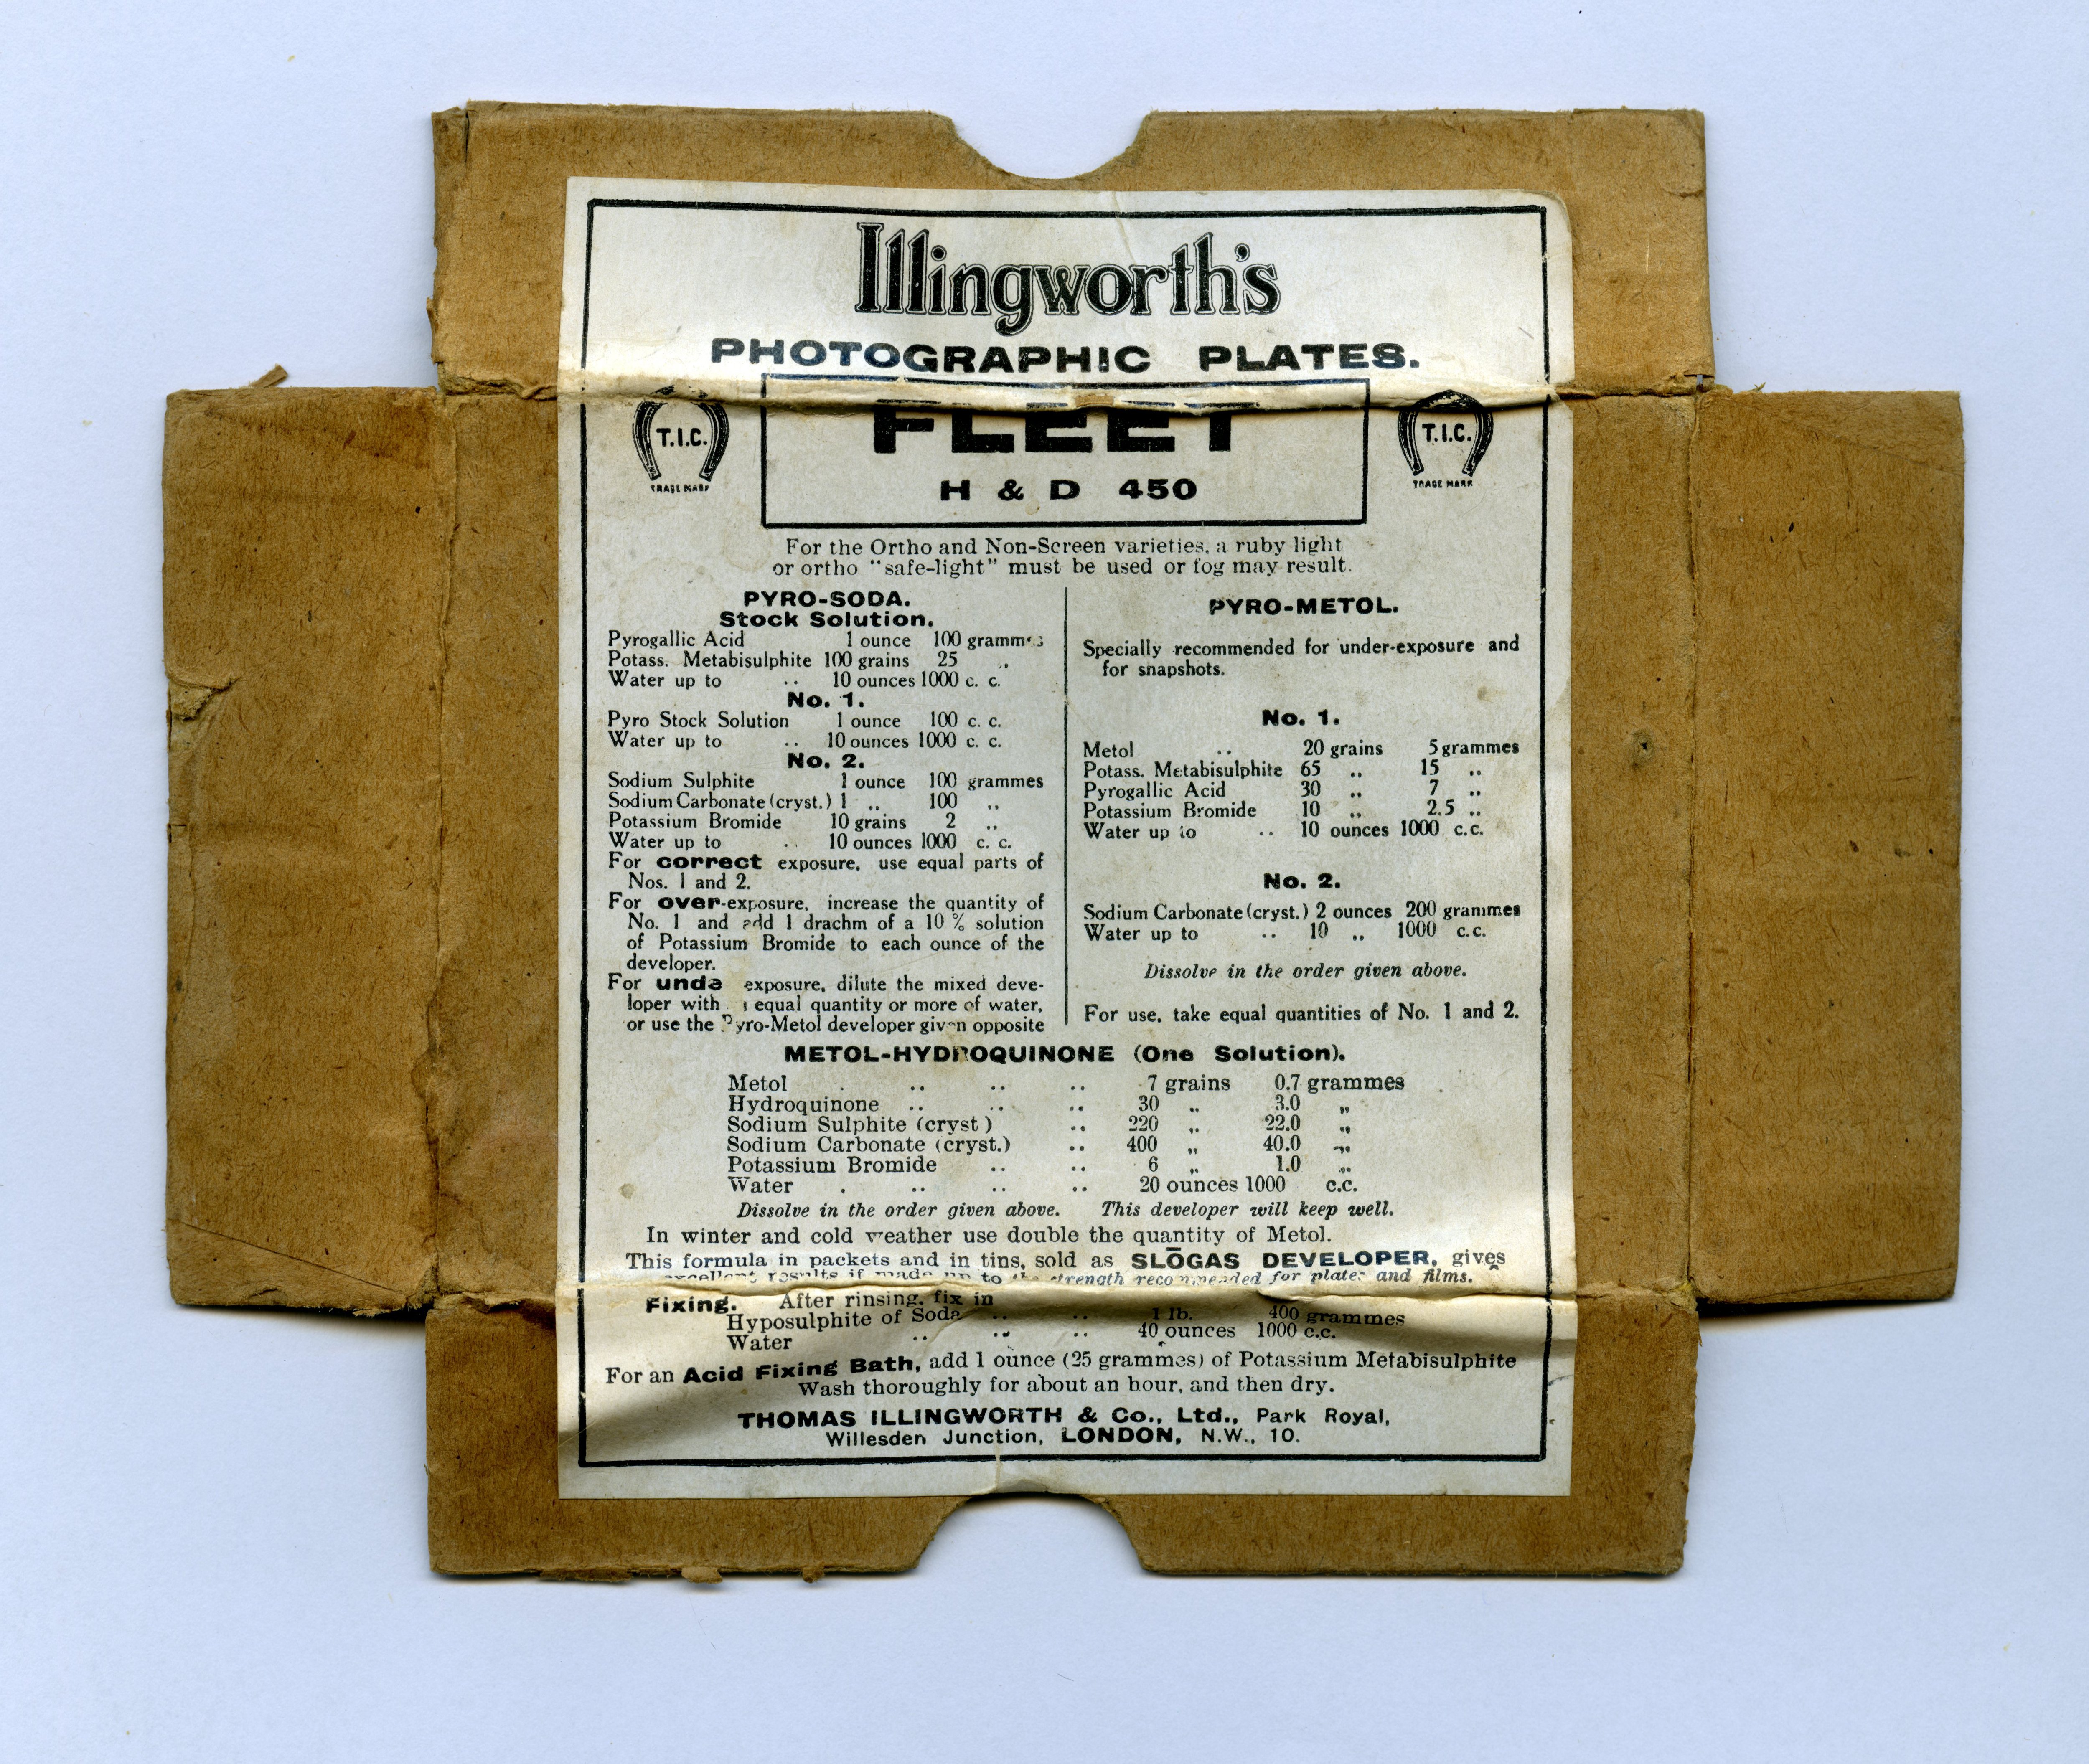 Illingworth's
PHOTOGRAPHIC PLATES.
FLEET
H & D 450
T.I.C.
TRADE MARK
T.I.C.
TRADE MARK
For the Ortho and Non-Screen varieties, a ruby light
or ortho "safe-light" must be used or fog may result.
PYRO-SODA.
Stock Solution.
Pyrogallic Acid 1 ounce 100 grammes
Potass. Metabisulphite 100 grains 25 ,,
Water up to .. 10 ounces 1000 c. c.
No. 1.
Pyro Stock Solution 1 ounce 100 c. c.
Water up to .. 10 ounces 1000 c. c.
No. 2.
Sodium Sulphite 1 ounce 100 grammes
Sodium Carbonate (cryst.) 1 ,, 100 ,,
Potassium Bromide 10 grains 2 ,,
Water up to .. 10 ounces 1000 c. c.
For correct exposure, use equal parts of
Nos. 1 and 2.
For over-exposure, increase the quantity of
No. 1 and add 1 drachm of a 10 % solution
of Potassium Bromide to each ounce of the
developer.
For unde exposure, dilute the mixed deve-
loper with equal quantity or more of water,
or use the Pyro-Metol developer given opposite
PYRO-METOL.
Specially recommended for under-exposure and
for snapshots.
No. 1.
Metol .. 20 grains 5 grammes
Potass. Metabisulphite 65 ,, 15 ,,
Pyrogallic Acid 30 ,, 7 ,,
Potassium Bromide 10 ,, 2.5 ,,
Water up to .. 10 ounces 1000 c.c.
No. 2.
Sodium Carbonate (cryst.) 2 ounces 200 grammes
Water up to .. 10 ,, 1000 c.c.
Dissolve in the order given above.
For use, take equal quantities of No. 1 and 2.
METOL-HYDROQUINONE (One Solution).
Metol . .. .. .. 7 grains 0.7 grammes
Hydroquinone .. .. .. 30 ,, 3.0 ,,
Sodium Sulphite (cryst ) .. 220 ,, 22.0 ,,
Sodium Carbonate (cryst.) .. 400 ,, 40.0 ,,
Potassium Bromide .. .. 6 ,, 1.0 ,,
Water . .. .. .. 20 ounces 1000 c.c.
Dissolve in the order given above. This developer will keep well.
In winter and cold weather use double the quantity of Metol.
This formula in packets and in tins, sold as SLŌGAS DEVELOPER, gives
excellent results if made up to the strength recommended for plates and films.
Fixing. After rinsing, fix in
Hyposulphite of Soda .. .. 1 lb. 400 grammes
Water .. .. .. 40 ounces 1000 c.c.
For an Acid Fixing Bath, add 1 ounce (25 grammes) of Potassium Metabisulphite
Wash thoroughly for about an hour, and then dry.
THOMAS ILLINGWORTH & Co., Ltd., Park Royal,
Willesden Junction, LONDON, N.W., 10.